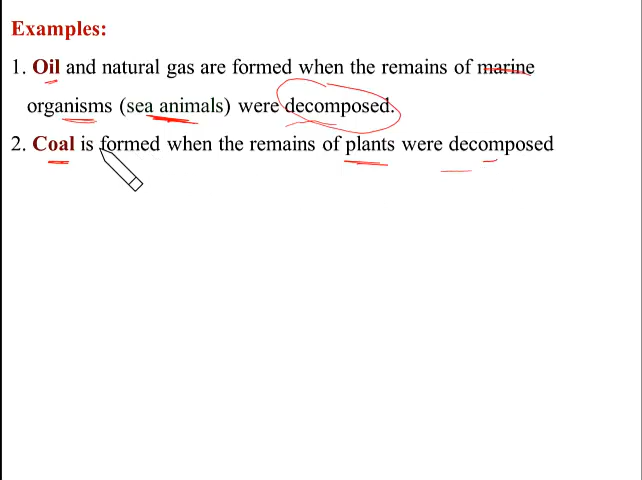 Examples:
1. Oil and natural gas are formed when the remains of marine
organisms (sea animals) were decomposed.
2. Coal is formed when the remains of plants were decomposed